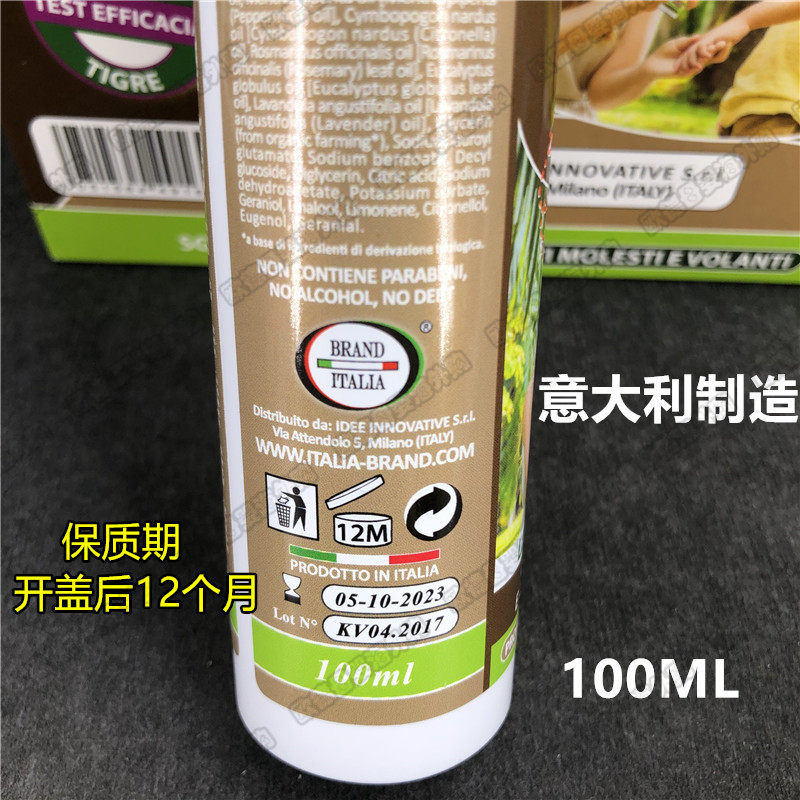 TEST EFFICACI
TIGRE
(Peppermint) oil], Cymbopogon nardus
oil [Cymbopogon nardus (Citronella)
oil], Rosmarinus officinalis oil [Rosmarinus
officinalis (Rosemary) leaf oil], Eucalyptus
globulus oil [Eucalyptus globulus leaf
oil], Lavandula angustifolia oil [Lavandula
angustifolia (Lavender) oil], Glycerin
(from organic farming*), Sodium
glutamate, Sodium benzoate, Decyl
glucoside, Citric acid, Sodium
dehydroacetate, Potassium sorbate,
Geraniol, Linalool, Limonene, Citronellol,
Eugenol, Geranial.
*a base di ingredienti di derivazione biologica.
NON CONTIENE PARABENI,
NO ALCOHOL, NO DEET
BRAND
ITALIA
®
Distribuito da: IDEE INNOVATIVE S.r.l.
Via Attendolo 5, Milano (ITALY)
WWW.ITALIA-BRAND.COM
12M
PRODOTTO IN ITALIA
05-10-2023
Lot N° KV04.2017
100ml
INNOVATIVE S.r.l.
Milano (ITALY)
I MOLESTI E VOLANTI
意大利制造
保质期
开盖后12个月
100ML